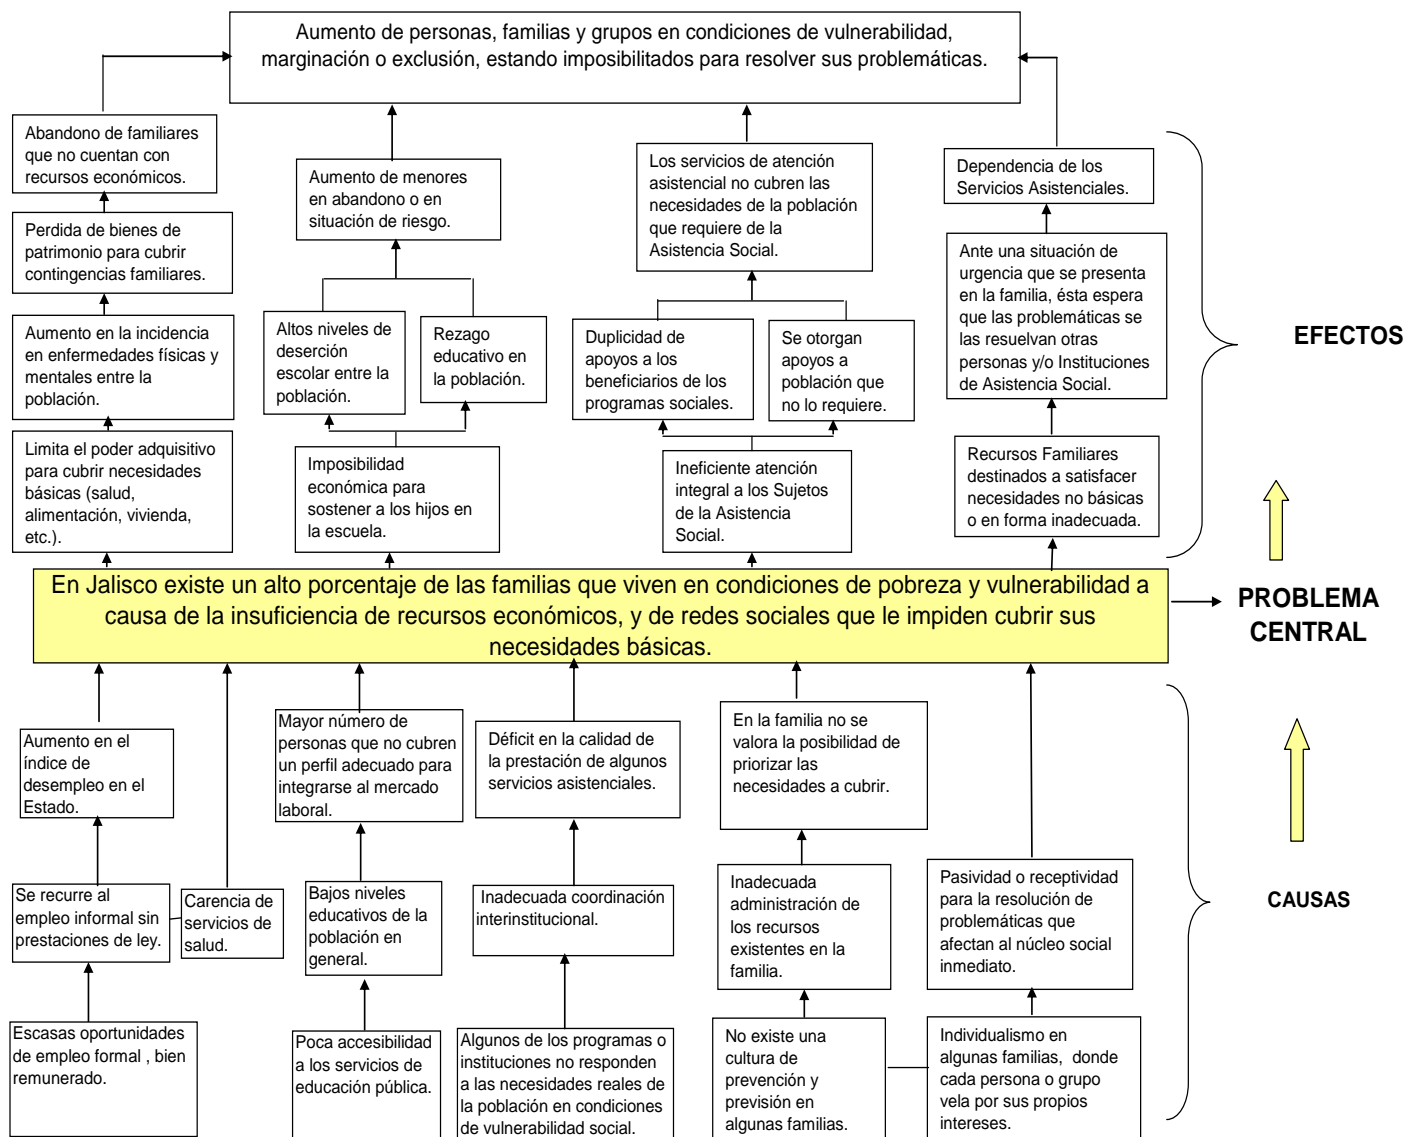 Aumento de personas, familias y grupos en condiciones de vulnerabilidad,
marginación o exclusión, estando imposibilitados para resolver sus problemáticas.
Abandono de familiares
que no cuentan con
recursos económicos.
Aumento de menores
en abandono o en
situación de riesgo.
Los servicios de atención
asistencial no cubren las
necesidades de la población
que requiere de la
Asistencia Social.
Dependencia de los
Servicios Asistenciales.
Perdida de bienes de
patrimonio para cubrir
contingencias familiares.
Ante una situación de
urgencia que se presenta
en la familia, ésta espera
que las problemáticas se
las resuelvan otras
personas y/o Instituciones
de Asistencia Social.
Aumento en la incidencia
en enfermedades físicas y
mentales entre la
población.
Altos niveles de
deserción
escolar entre la
población.
Rezago
educativo en
la población.
Duplicidad de
apoyos a los
beneficiarios de los
programas sociales.
Se otorgan
apoyos a
población que
no lo requiere.
EFECTOS
Limita el poder adquisitivo
para cubrir necesidades
básicas (salud,
alimentación, vivienda,
etc.).
Imposibilidad
económica para
sostener a los hijos en
la escuela.
Ineficiente atención
integral a los Sujetos
de la Asistencia
Social.
Recursos Familiares
destinados a satisfacer
necesidades no básicas
o en forma inadecuada.
En Jalisco existe un alto porcentaje de las familias que viven en condiciones de pobreza y vulnerabilidad a
causa de la insuficiencia de recursos económicos, y de redes sociales que le impiden cubrir sus
necesidades básicas.
PROBLEMA
CENTRAL
Aumento en el
índice de
desempleo en el
Estado.
Mayor número de
personas que no cubren
un perfil adecuado para
integrarse al mercado
laboral.
Déficit en la calidad de
la prestación de algunos
servicios asistenciales.
En la familia no se
valora la posibilidad de
priorizar las
necesidades a cubrir.
Se recurre al
empleo informal sin
prestaciones de ley.
Carencia de
servicios de
salud.
Bajos niveles
educativos de la
población en
general.
Inadecuada coordinación
interinstitucional.
Inadecuada
administración de
los recursos
existentes en la
familia.
Pasividad o receptividad
para la resolución de
problemáticas que
afectan al núcleo social
inmediato.
CAUSAS
Escasas oportunidades
de empleo formal , bien
remunerado.
Poca accesibilidad
a los servicios de
educación pública.
Algunos de los programas o
instituciones no responden
a las necesidades reales de
la población en condiciones
de vulnerabilidad social.
No existe una
cultura de
prevención y
previsión en
algunas familias.
Individualismo en
algunas familias, donde
cada persona o grupo
vela por sus propios
intereses.